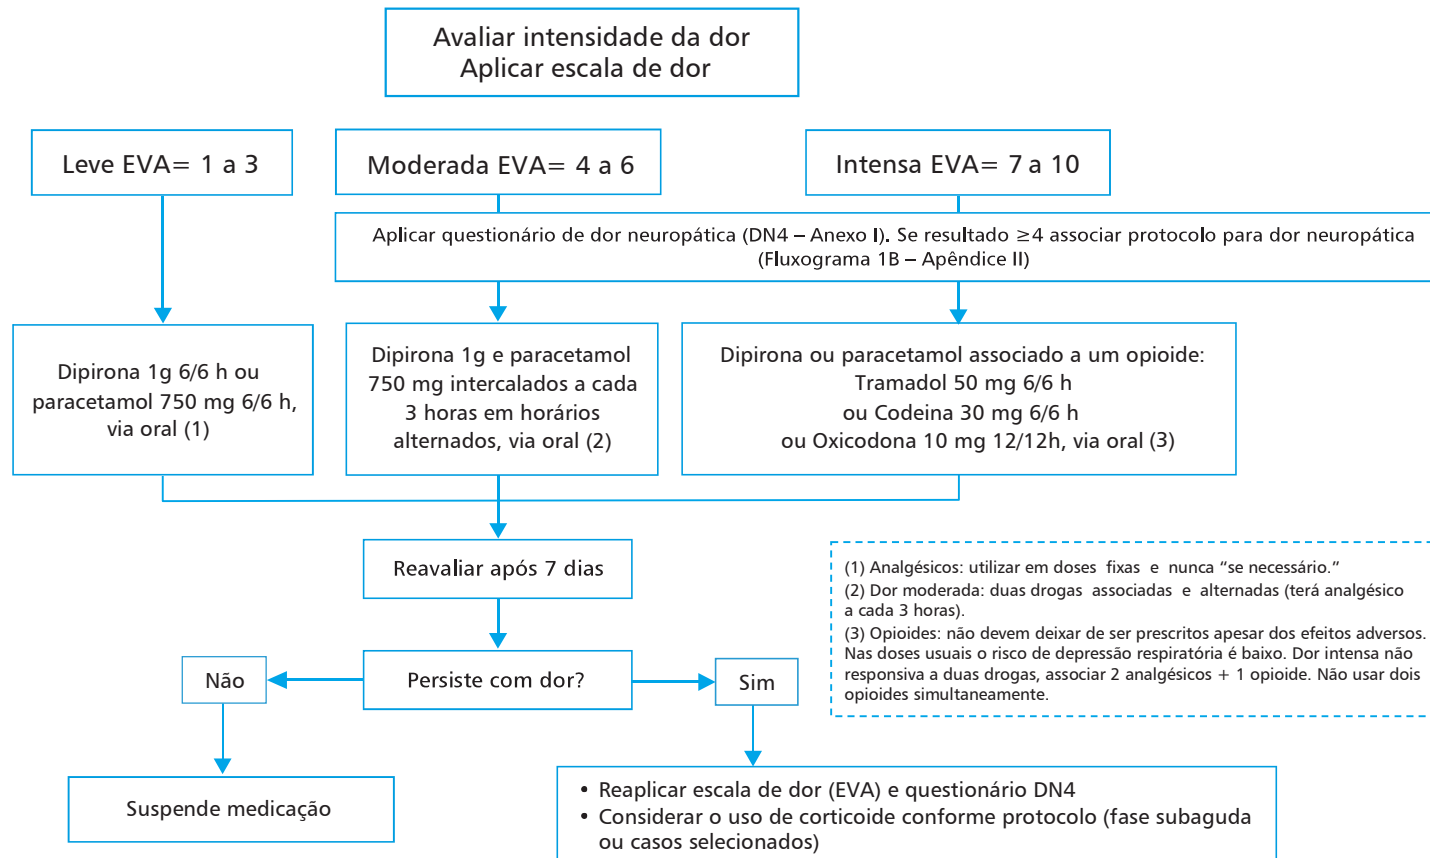 Avaliar intensidade da dor
Aplicar escala de dor
Leve EVA= 1 a 3
Moderada EVA= 4 a 6
Intensa EVA= 7 a 10
Aplicar questionário de dor neuropática (DN4 – Anexo I). Se resultado ≥4 associar protocolo para dor neuropática
(Fluxograma 1B – Apêndice II)
Dipirona 1g 6/6 h ou
paracetamol 750 mg 6/6 h,
via oral (1)
Dipirona 1g e paracetamol
750 mg intercalados a cada
3 horas em horários
alternados, via oral (2)
Dipirona ou paracetamol associado a um opioide:
Tramadol 50 mg 6/6 h
ou Codeina 30 mg 6/6 h
ou Oxicodona 10 mg 12/12h, via oral (3)
Reavaliar após 7 dias
(1) Analgésicos: utilizar em doses fixas e nunca “se necessário.”
(2) Dor moderada: duas drogas associadas e alternadas (terá analgésico
a cada 3 horas).
(3) Opioides: não devem deixar de ser prescritos apesar dos efeitos adversos.
Nas doses usuais o risco de depressão respiratória é baixo. Dor intensa não
responsiva a duas drogas, associar 2 analgésicos + 1 opioide. Não usar dois
opioides simultaneamente.
Não
Persiste com dor?
Sim
Suspende medicação
• Reaplicar escala de dor (EVA) e questionário DN4
• Considerar o uso de corticoide conforme protocolo (fase subaguda
ou casos selecionados)